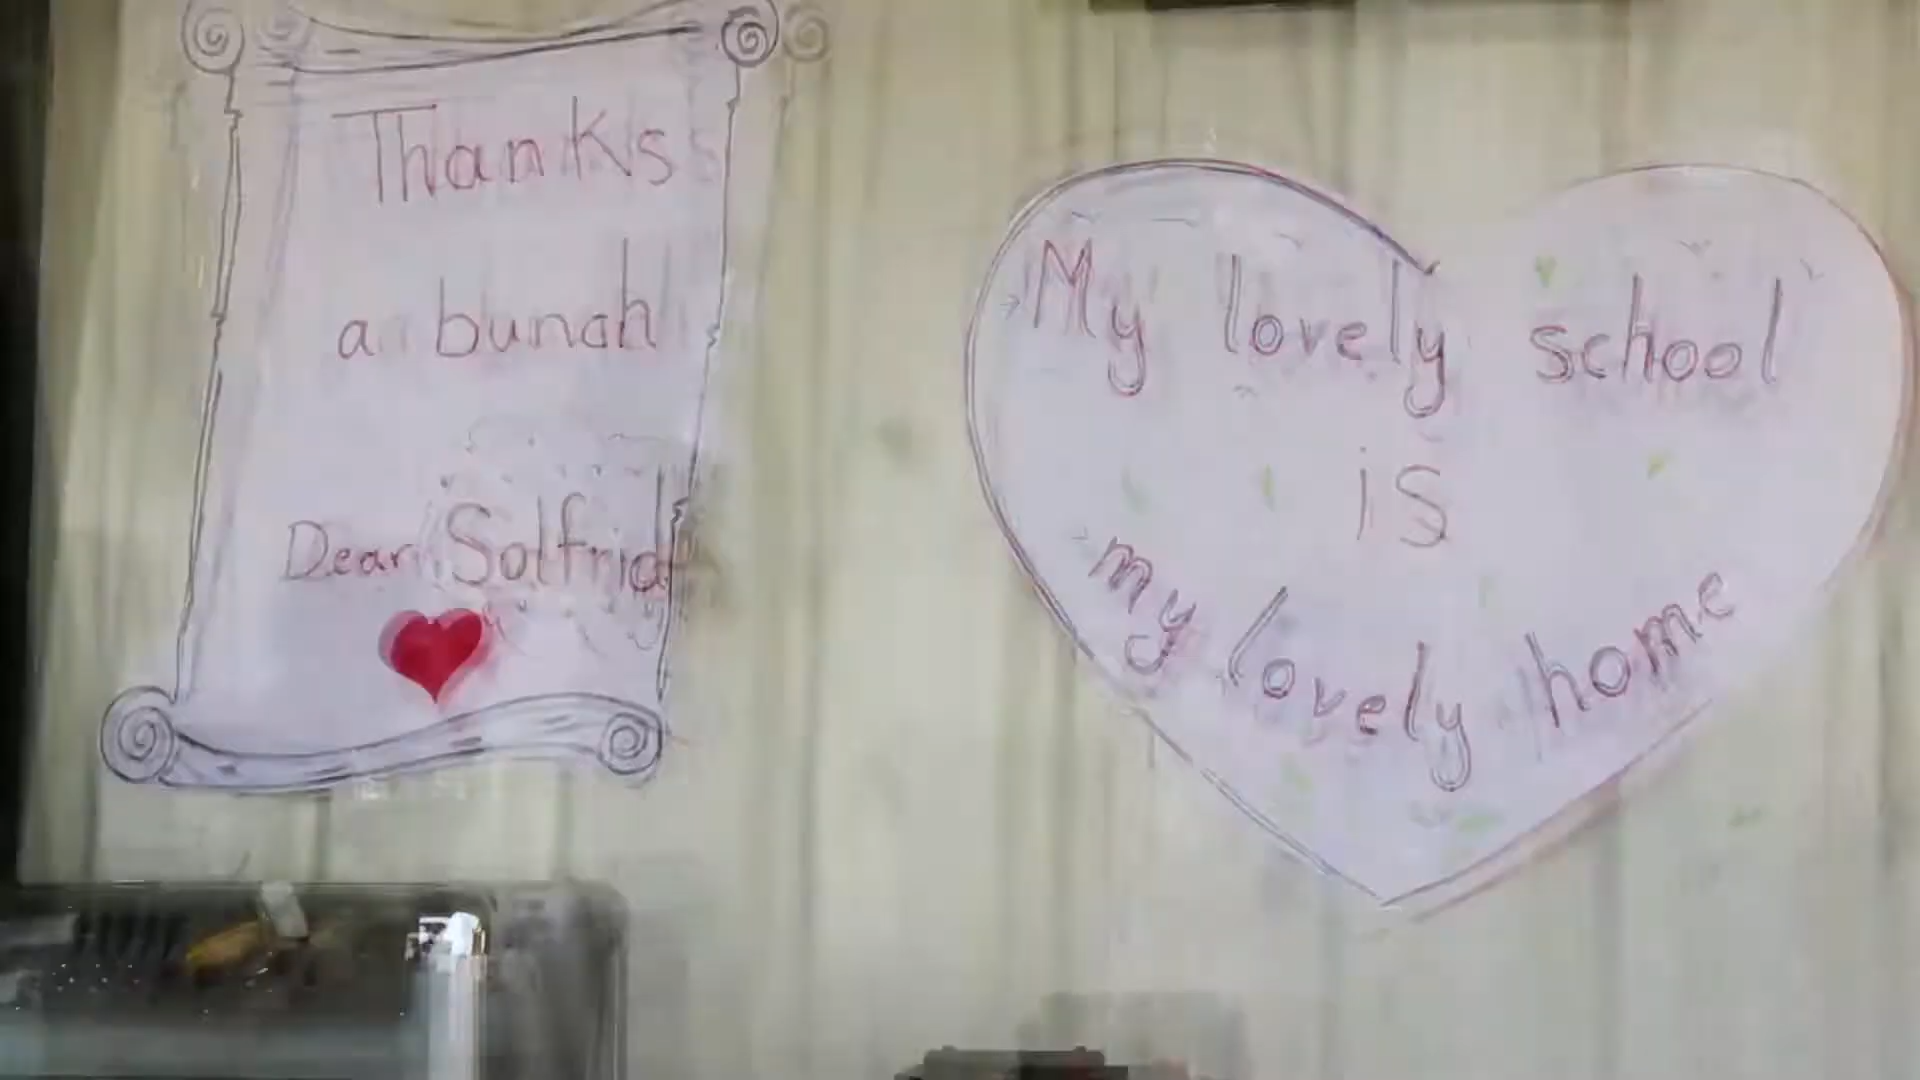 Thanks
a bunch
Dear Solfrid
My lovely school
is
my lovely home